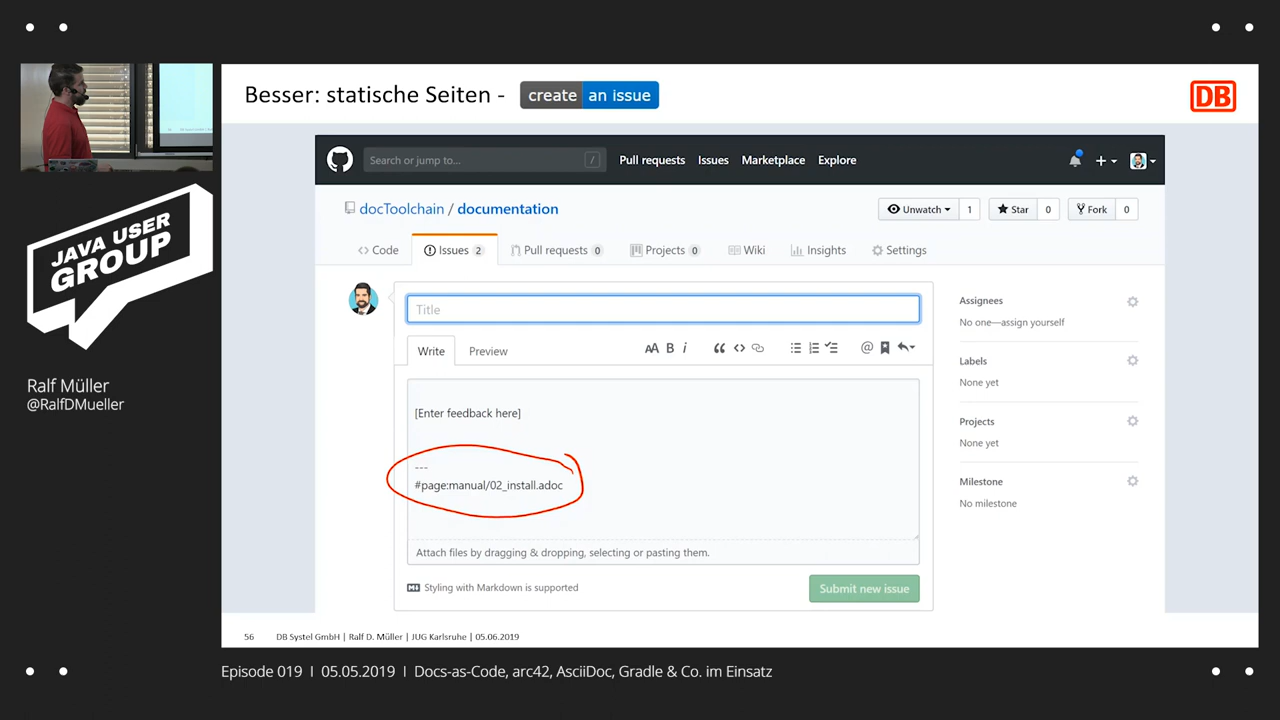 Besser: statische Seiten - create an issue
DB
Search or jump to... /
Pull requests Issues Marketplace Explore
docToolchain / documentation
Unwatch 1 Star 0 Fork 0
Code Issues 2 Pull requests 0 Projects 0 Wiki Insights Settings
Title
Write Preview
AA B i
[Enter feedback here]
---
#page:manual/02_install.adoc
Attach files by dragging & dropping, selecting or pasting them.
Styling with Markdown is supported
Submit new issue
Assignees
No one—assign yourself
Labels
None yet
Projects
None yet
Milestone
No milestone
56 DB Systel GmbH | Ralf D. Müller | JUG Karlsruhe | 05.06.2019
JAVA USER
GROUP
Ralf Müller
@RalfDMueller
Episode 019 I 05.05.2019 I Docs-as-Code, arc42, AsciiDoc, Gradle & Co. im Einsatz